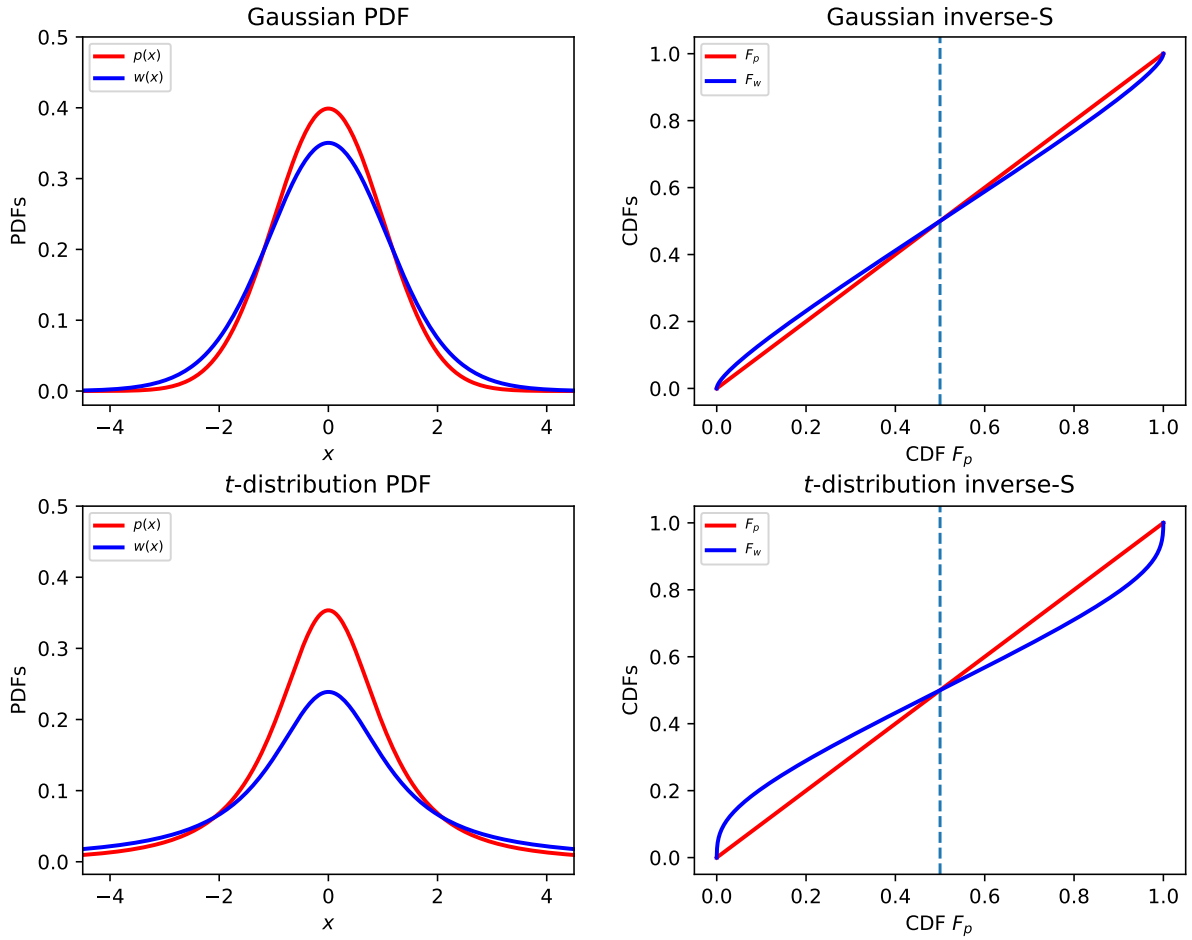 Gaussian PDF
p(x)
w(x)
PDFs
0.5
0.4
0.3
0.2
0.1
0.0
−4
−2
0
2
4
x
Gaussian inverse-S
F_p
F_w
CDFs
1.0
0.8
0.6
0.4
0.2
0.0
0.0
0.2
0.4
0.6
0.8
1.0
CDF F_p
t-distribution PDF
p(x)
w(x)
PDFs
0.5
0.4
0.3
0.2
0.1
0.0
−4
−2
0
2
4
x
t-distribution inverse-S
F_p
F_w
CDFs
1.0
0.8
0.6
0.4
0.2
0.0
0.0
0.2
0.4
0.6
0.8
1.0
CDF F_p